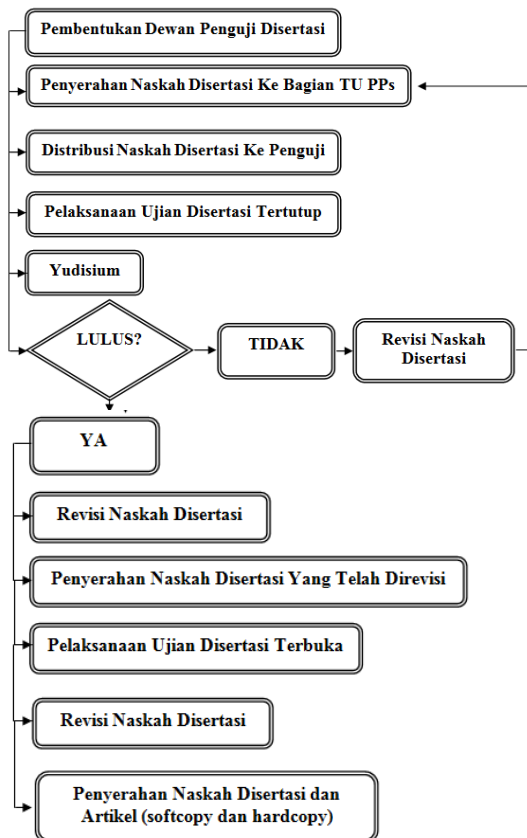 Pembentukan Dewan Penguji Disertasi
Penyerahan Naskah Disertasi Ke Bagian TU PPs
Distribusi Naskah Disertasi Ke Penguji
Pelaksanaan Ujian Disertasi Tertutup
Yudisium
LULUS?
TIDAK
Revisi Naskah
Disertasi
YA
Revisi Naskah Disertasi
Penyerahan Naskah Disertasi Yang Telah Direvisi
Pelaksanaan Ujian Disertasi Terbuka
Revisi Naskah Disertasi
Penyerahan Naskah Disertasi dan
Artikel (softcopy dan hardcopy)